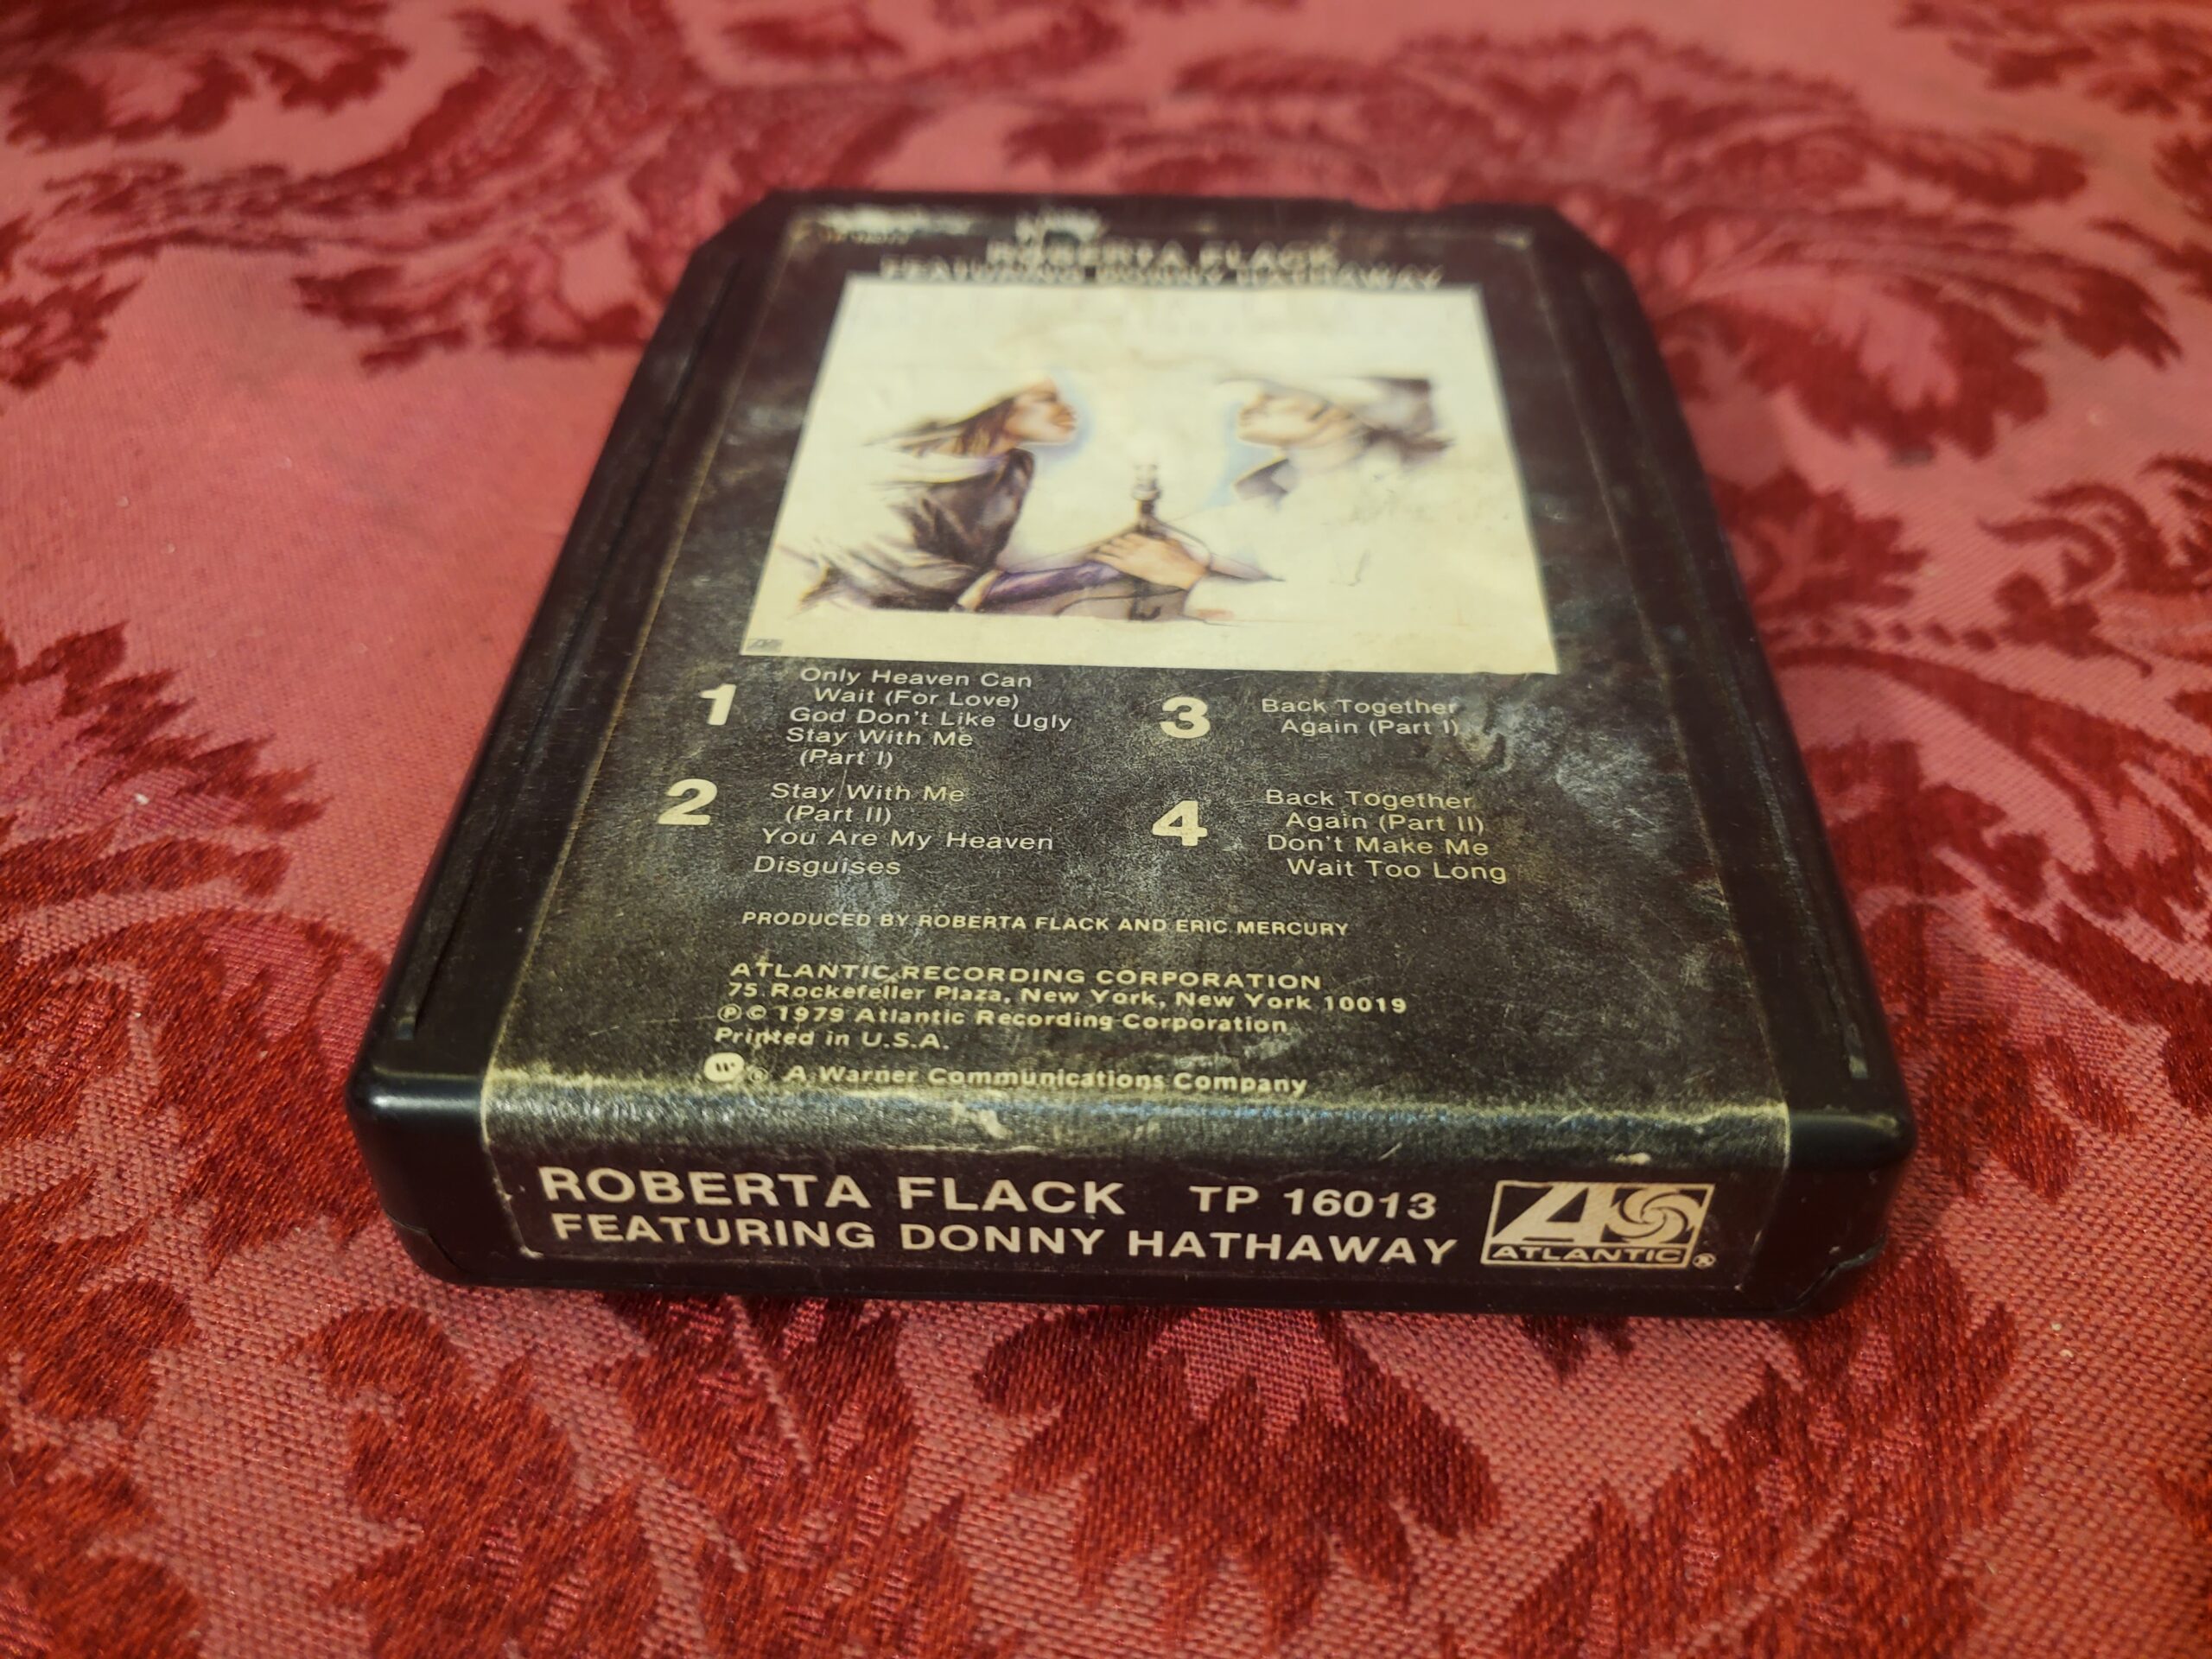 ROBERTA FLACK
FEATURING DONNY HATHAWAY
1
Only Heaven Can
Wait (For Love)
God Don't Like Ugly
Stay With Me
(Part I)
2
Stay With Me
(Part II)
You Are My Heaven
Disguises
3
Back Together
Again (Part I)
4
Back Together
Again (Part II)
Don't Make Me
Wait Too Long
PRODUCED BY ROBERTA FLACK AND ERIC MERCURY
ATLANTIC RECORDING CORPORATION
75 Rockefeller Plaza, New York, New York 10019
℗ © 1979 Atlantic Recording Corporation
Printed in U.S.A.
® A Warner Communications Company
ROBERTA FLACK TP 16013
FEATURING DONNY HATHAWAY
ATLANTIC ®